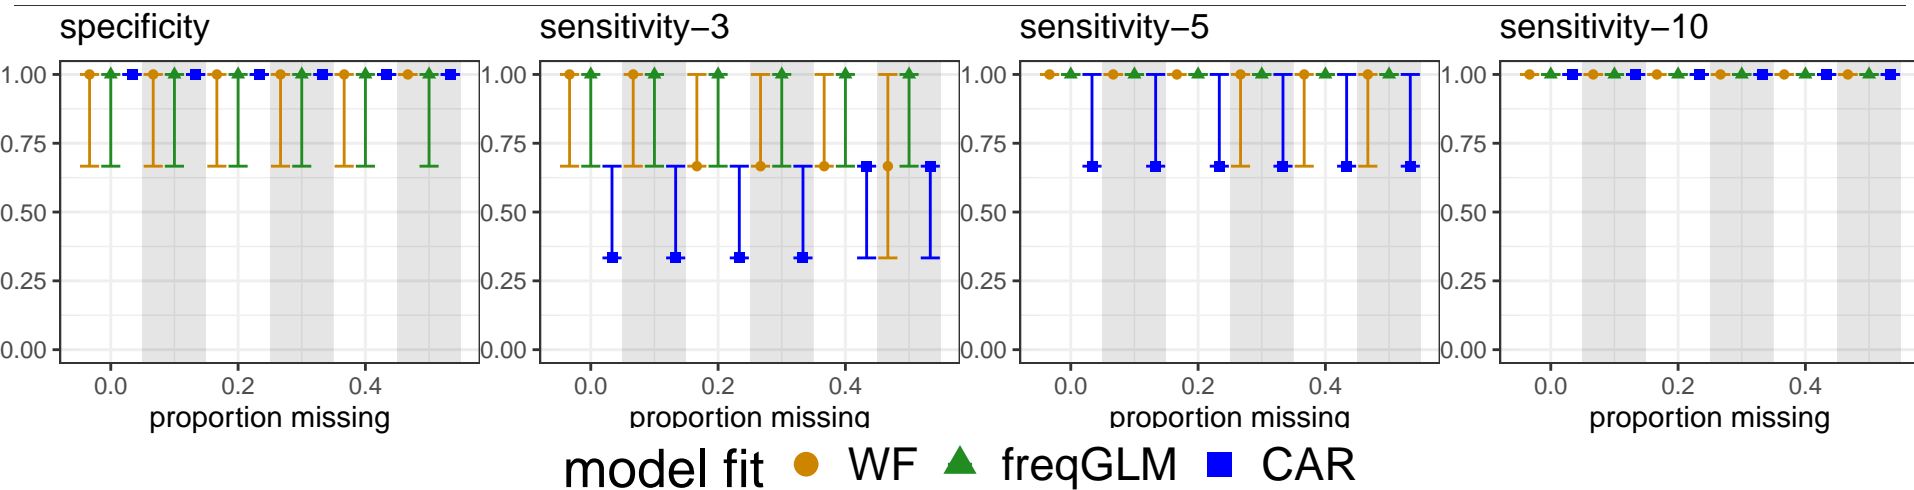 specificity sensitivity−3 sensitivity−5 sensitivity−10
1.00 1.00 1.00 1.00
0.75 0.75 0.75 0.75
0.50 0.50 0.50 0.50
0.25 0.25 0.25 0.25
0.00 0.00 0.00 0.00
0.0 0.2 0.4 0.0 0.2 0.4 0.0 0.2 0.4 0.0 0.2 0.4
proportion missing proportion missing proportion missing proportion missing
model fit WF freqGLM CAR